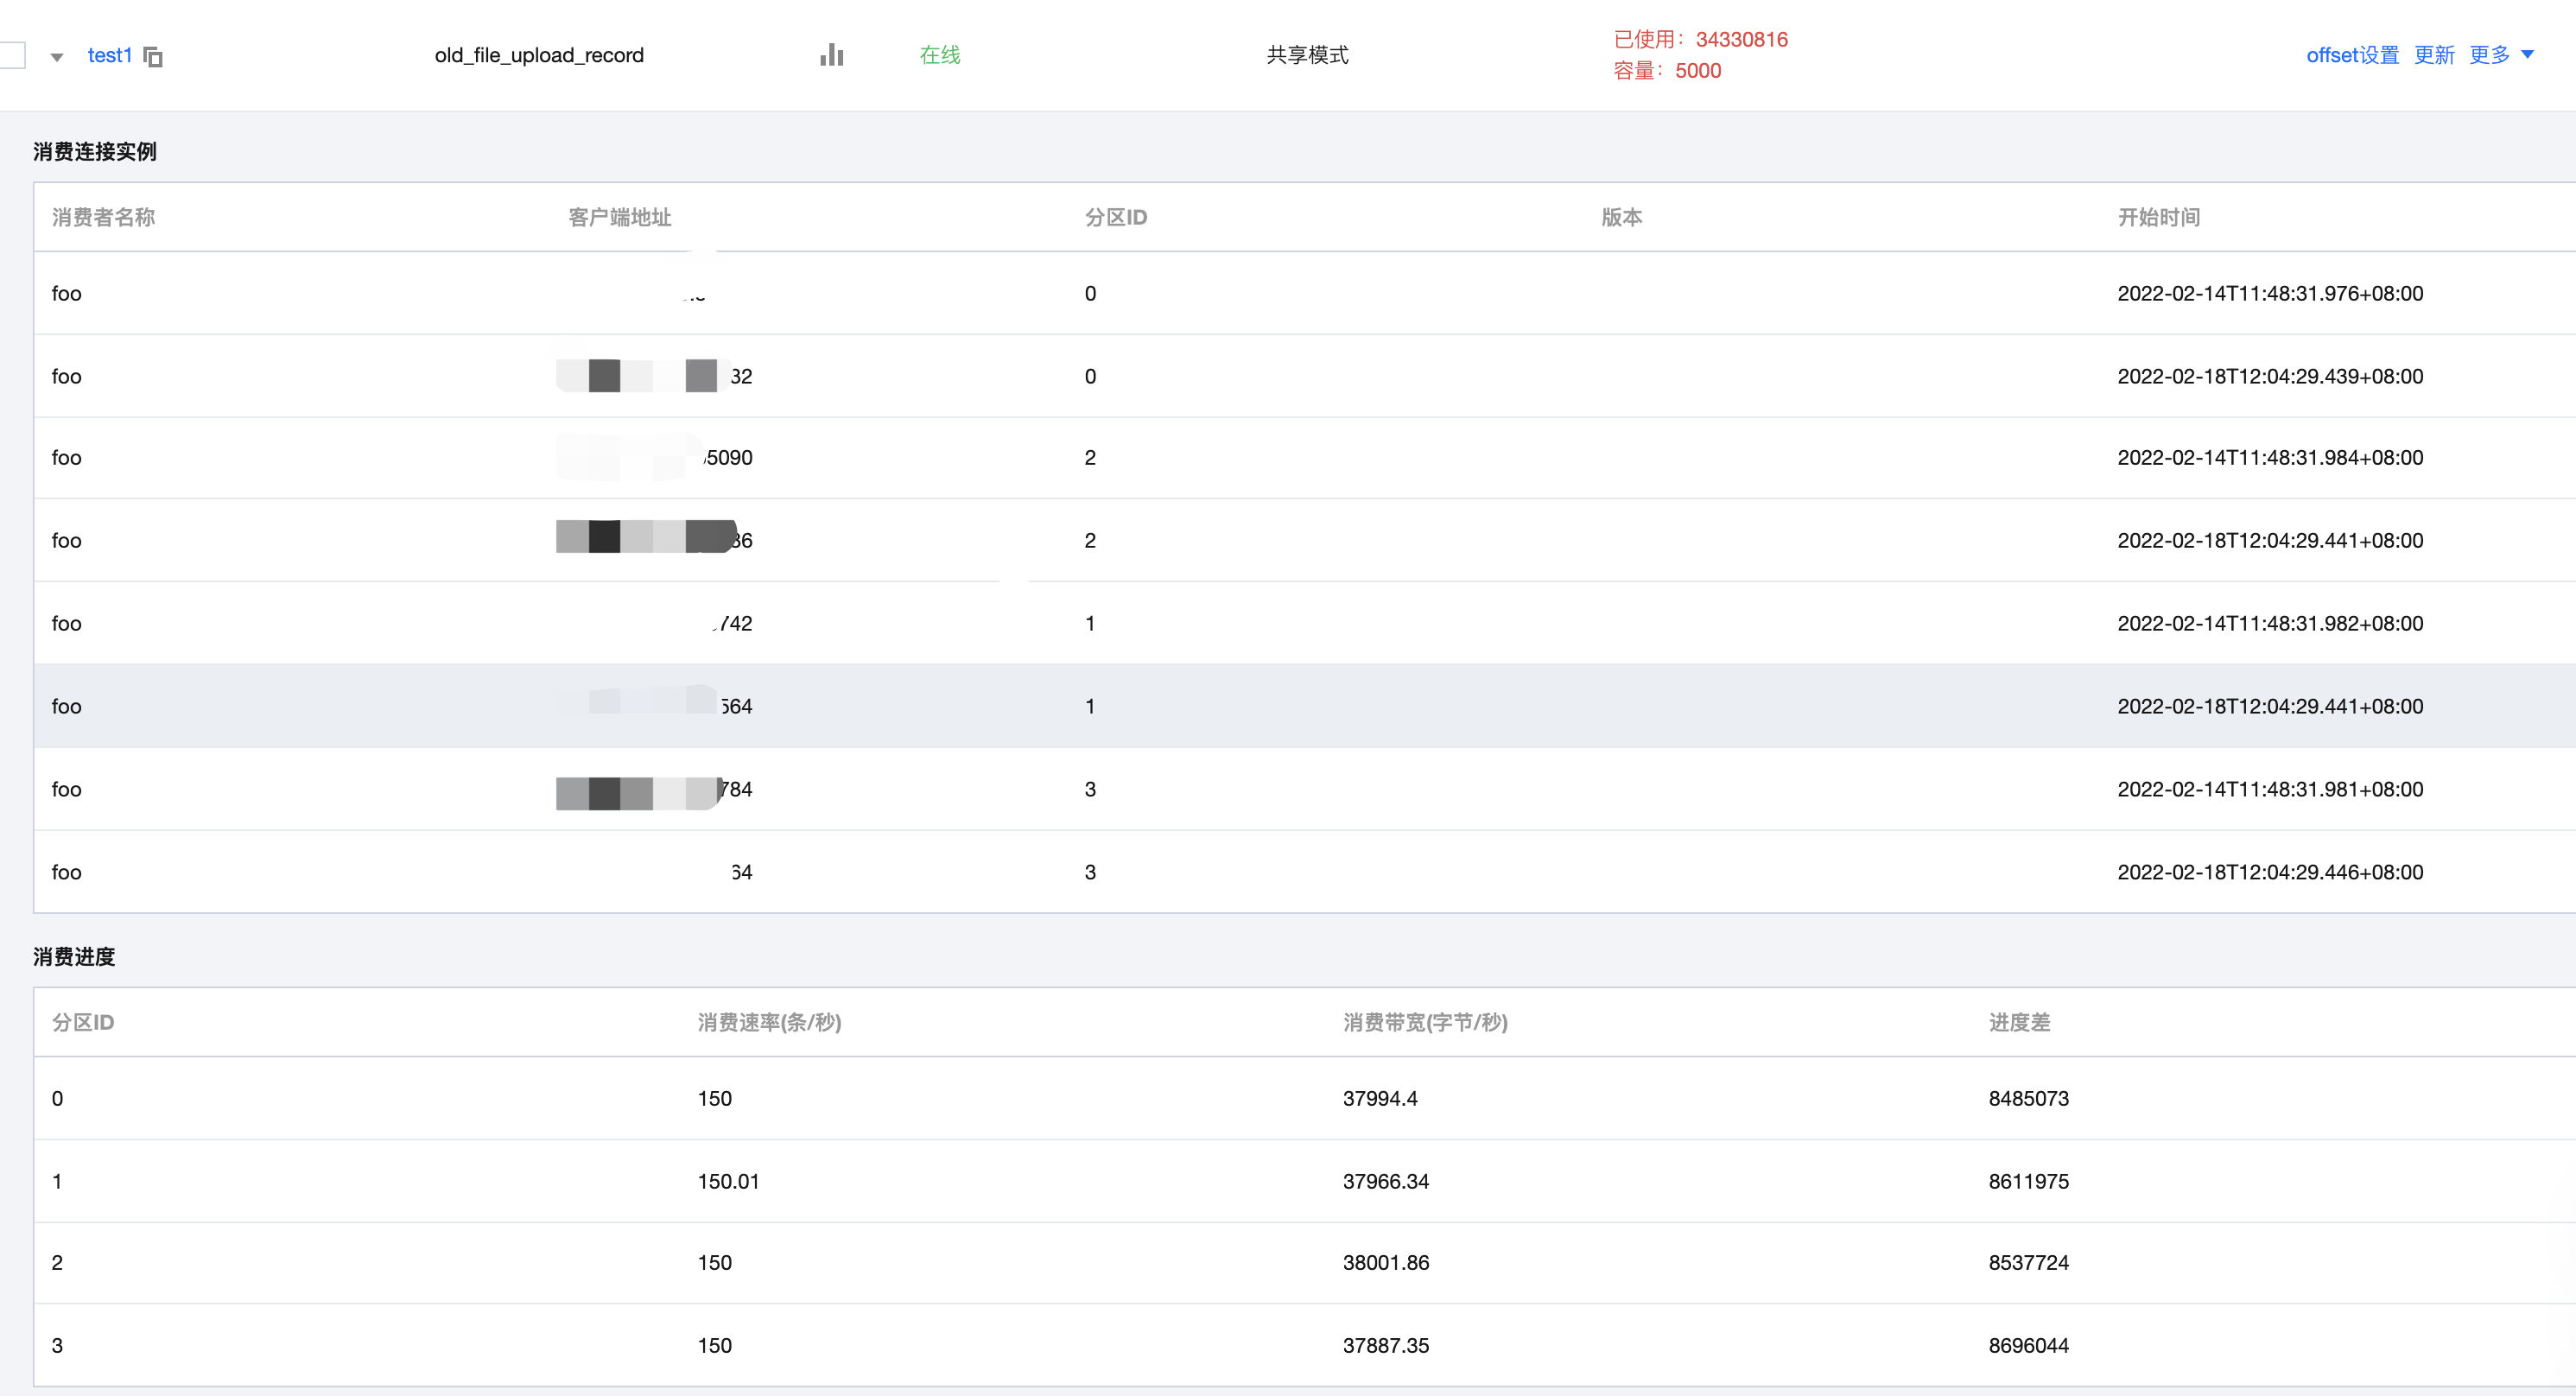 test1 old_file_upload_record 在线 共享模式 已使用：34330816 offset设置 更新 更多
容量：5000
消费连接实例
消费者名称 客户端地址 分区ID 版本 开始时间
foo 0 2022-02-14T11:48:31.976+08:00
foo 32 0 2022-02-18T12:04:29.439+08:00
foo 5090 2 2022-02-14T11:48:31.984+08:00
foo 36 2 2022-02-18T12:04:29.441+08:00
foo 742 1 2022-02-14T11:48:31.982+08:00
foo 564 1 2022-02-18T12:04:29.441+08:00
foo 784 3 2022-02-14T11:48:31.981+08:00
foo 64 3 2022-02-18T12:04:29.446+08:00
消费进度
分区ID 消费速率(条/秒) 消费带宽(字节/秒) 进度差
0 150 37994.4 8485073
1 150.01 37966.34 8611975
2 150 38001.86 8537724
3 150 37887.35 8696044